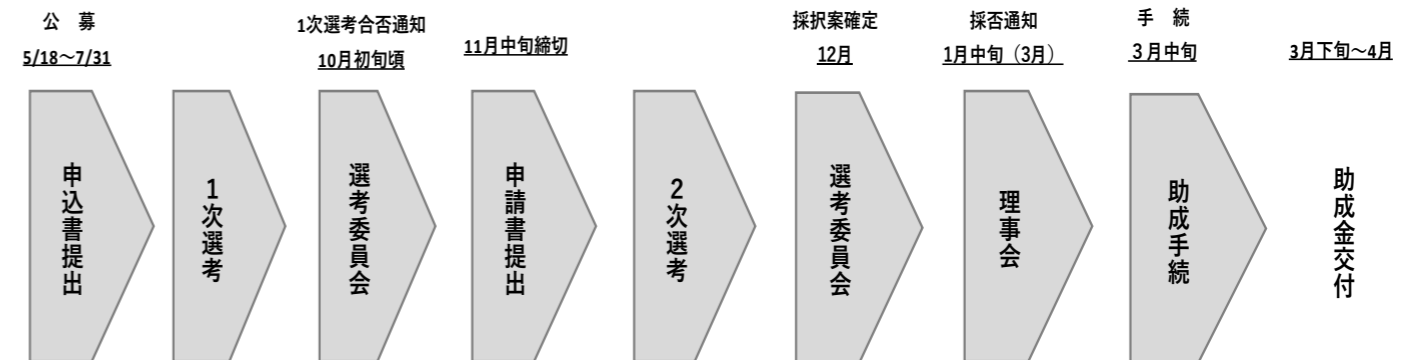 公　募
5/18～7/31
1次選考合否通知
10月初旬頃
11月中旬締切
採択案確定
12月
採否通知
1月中旬（3月）
手　続
３月中旬
3月下旬～4月
申込書提出
１次選考
選考委員会
申請書提出
２次選考
選考委員会
理事会
助成手続
助成金交付